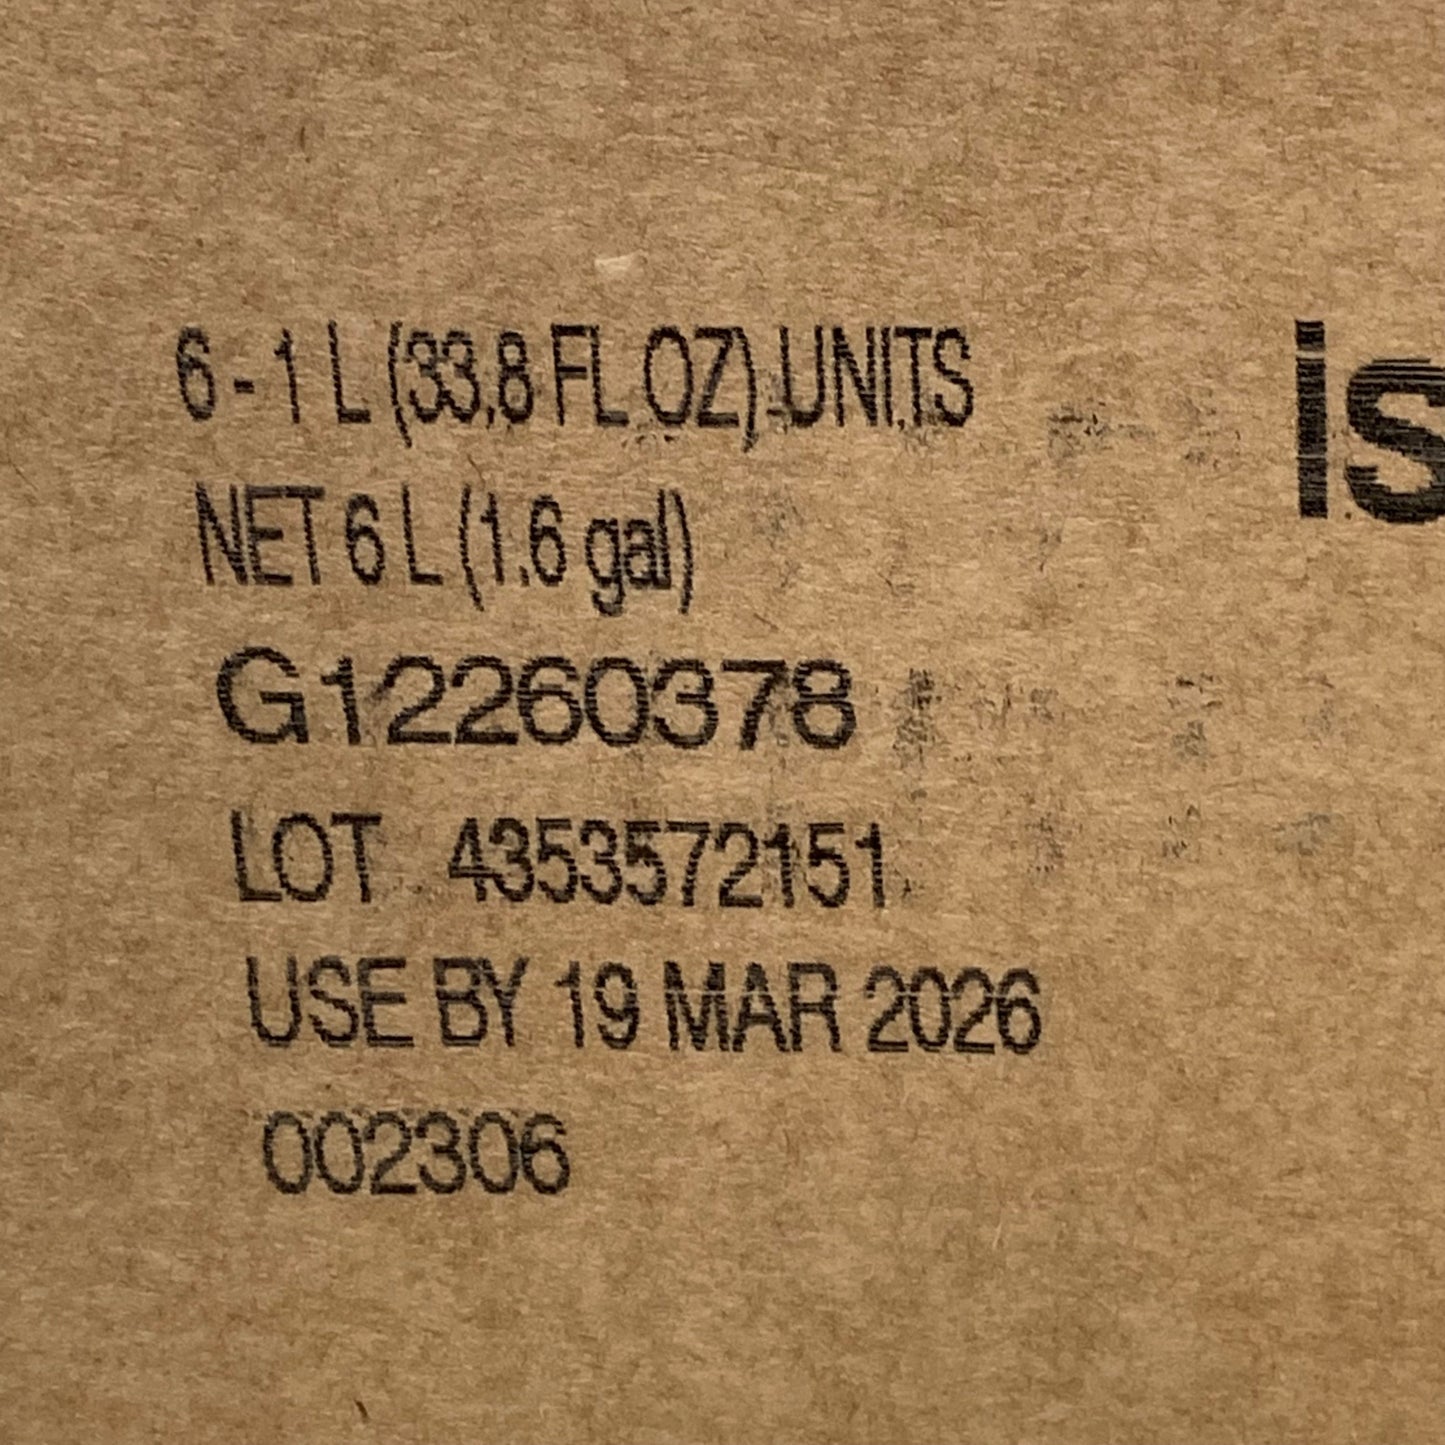 6 - 1 L (33.8 FL OZ) UNITS
NET 6 L (1.6 gal)
G12260378
LOT 4353572151
USE BY 19 MAR 2026
002306